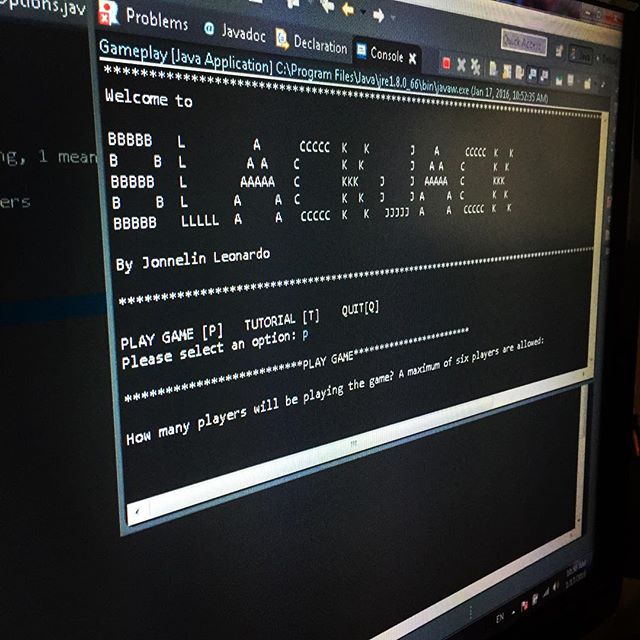 ptions.jav
Problems @ Javadoc Declaration Console
Quick Access
Gameplay [Java Application] C:\Program Files\Java\jre1.8.0_66\bin\javaw.exe (Jan 17, 2016, 10:52:35 AM)
Welcome to
BBBBB L A CCCCC K K J A CCCCC K K
B B L A A C K K J A A C K K
BBBBB L AAAAA C KKK J J AAAAA C KKK
B B L A A C K K J J A A C K K
BBBBB LLLLL A A CCCCC K K JJJJJ A A CCCCC K K
ng, 1 mean
ers
By Jonnelin Leonardo
PLAY GAME [P] TUTORIAL [T] QUIT[Q]
Please select an option: P
************************PLAY GAME************************
How many players will be playing the game? A maximum of six players are allowed:
EN